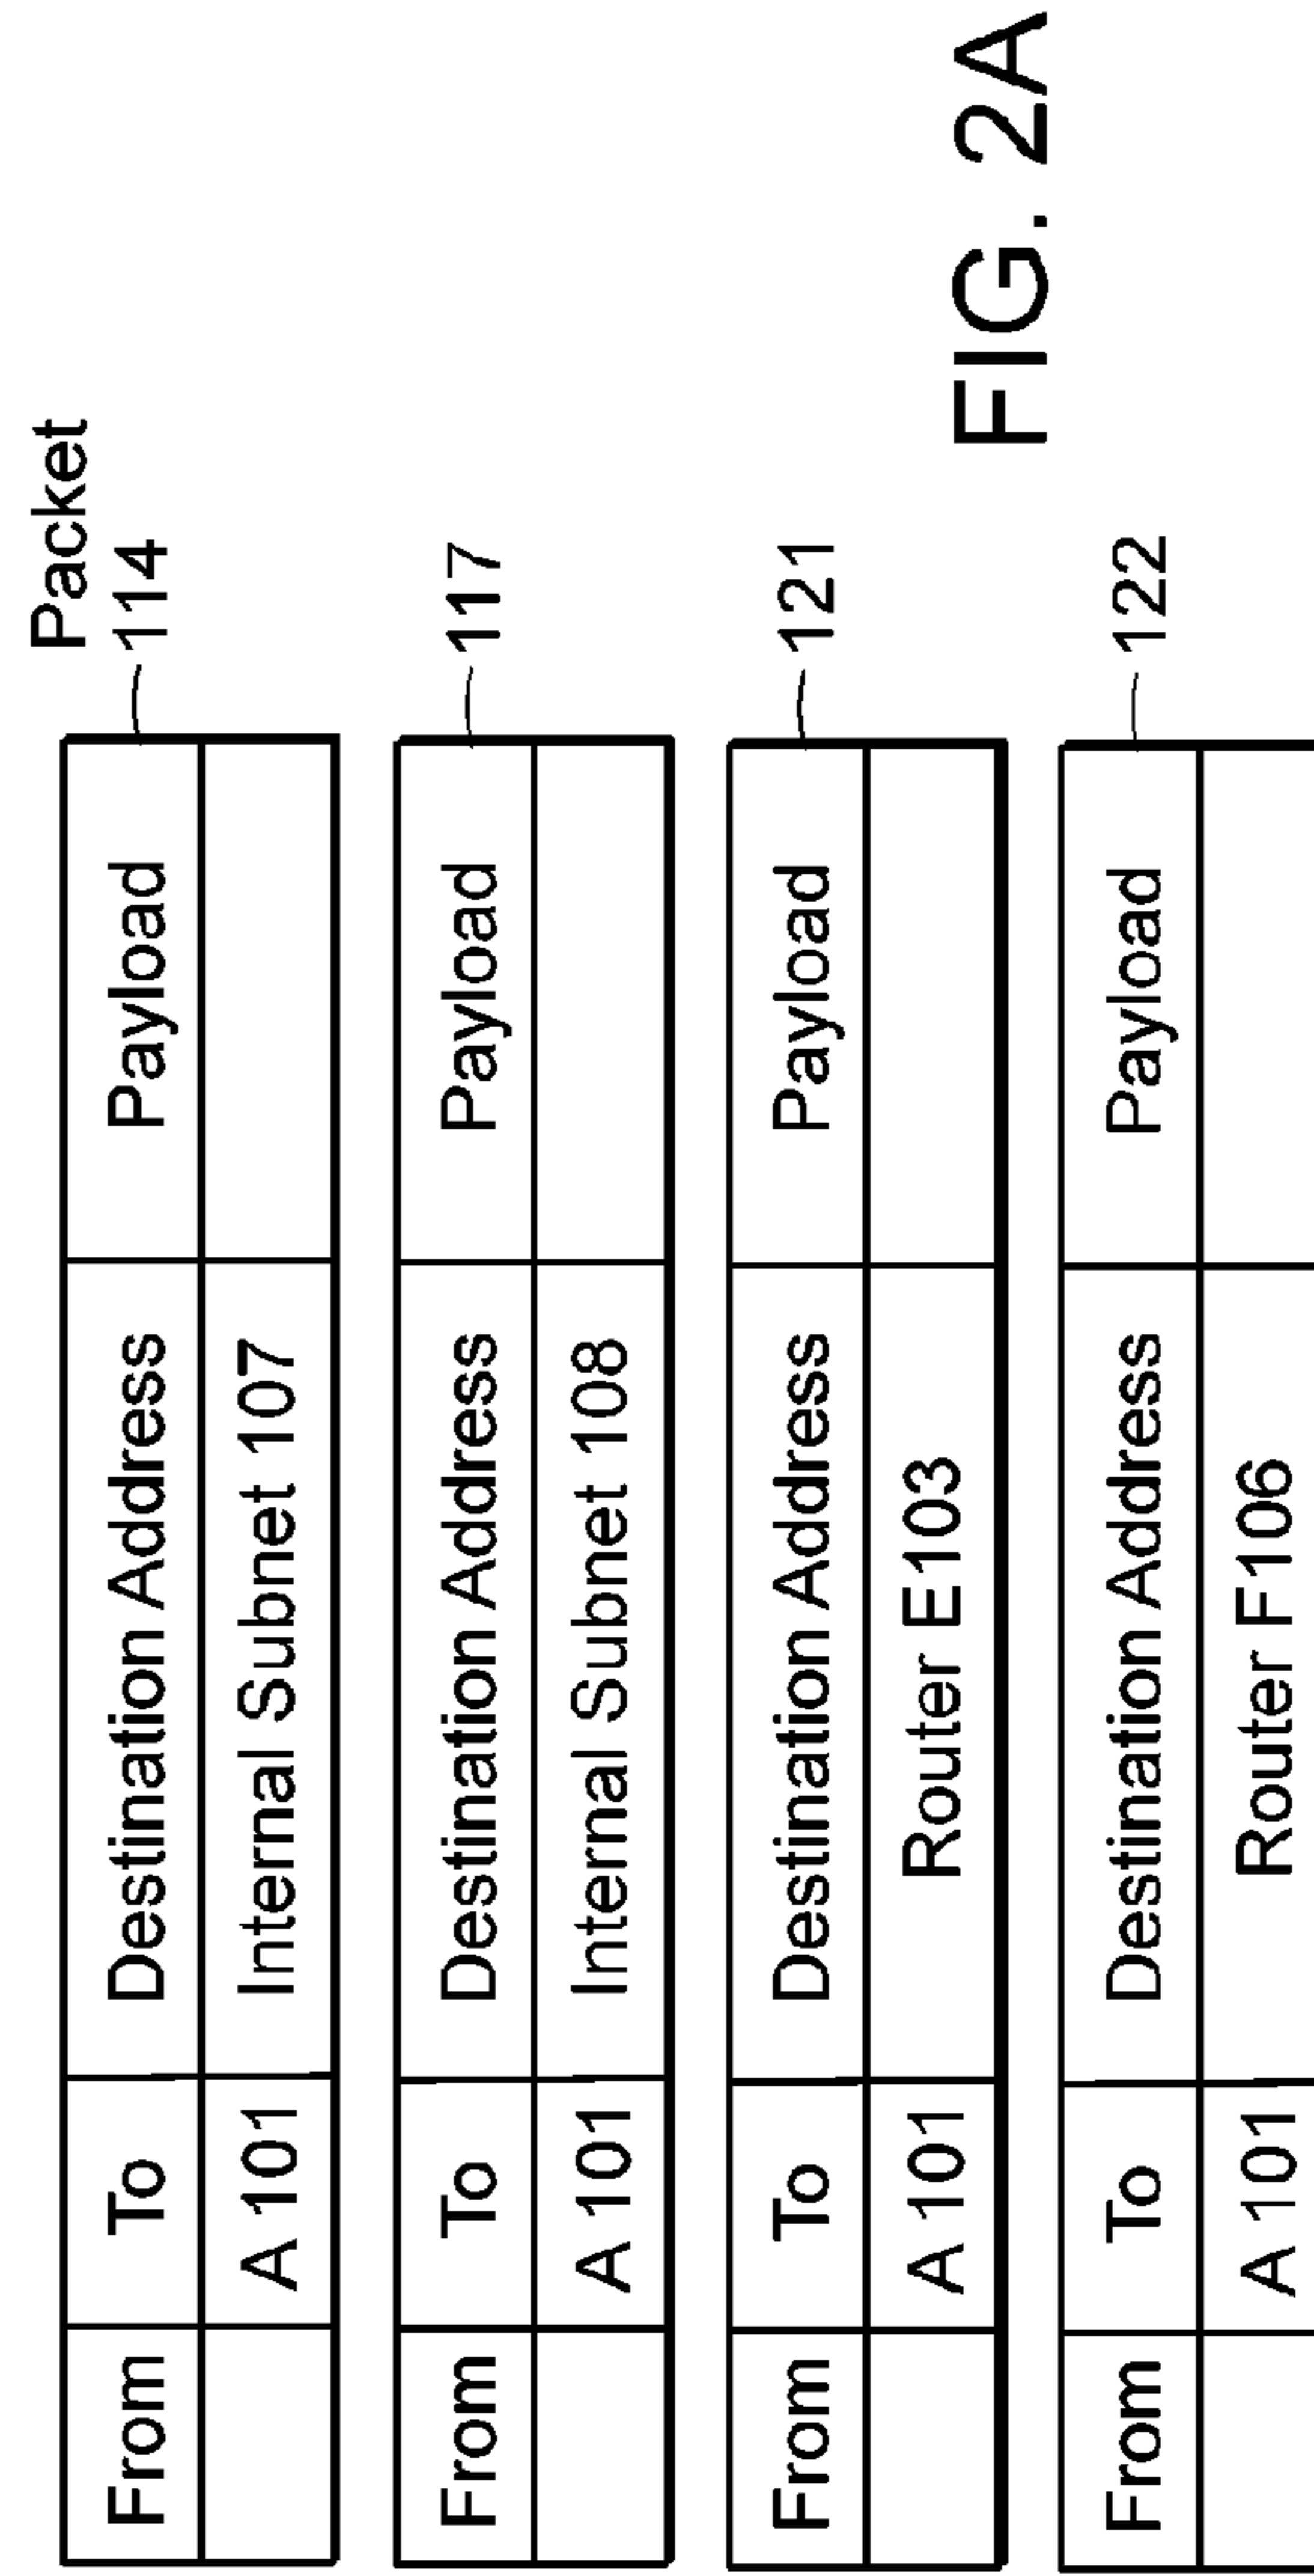 Packet
From To Destination Address Payload 114
A 101 Internal Subnet 107
From To Destination Address Payload 117
A 101 Internal Subnet 108
From To Destination Address Payload 121
A 101 Router E103
From To Destination Address Payload 122
A 101 Router F106
FIG. 2A